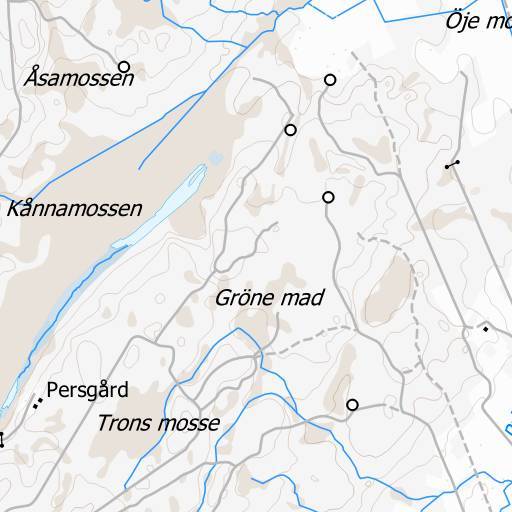 Öje mo
Åsamossen
Kånnamossen
Gröne mad
Persgård
Trons mosse